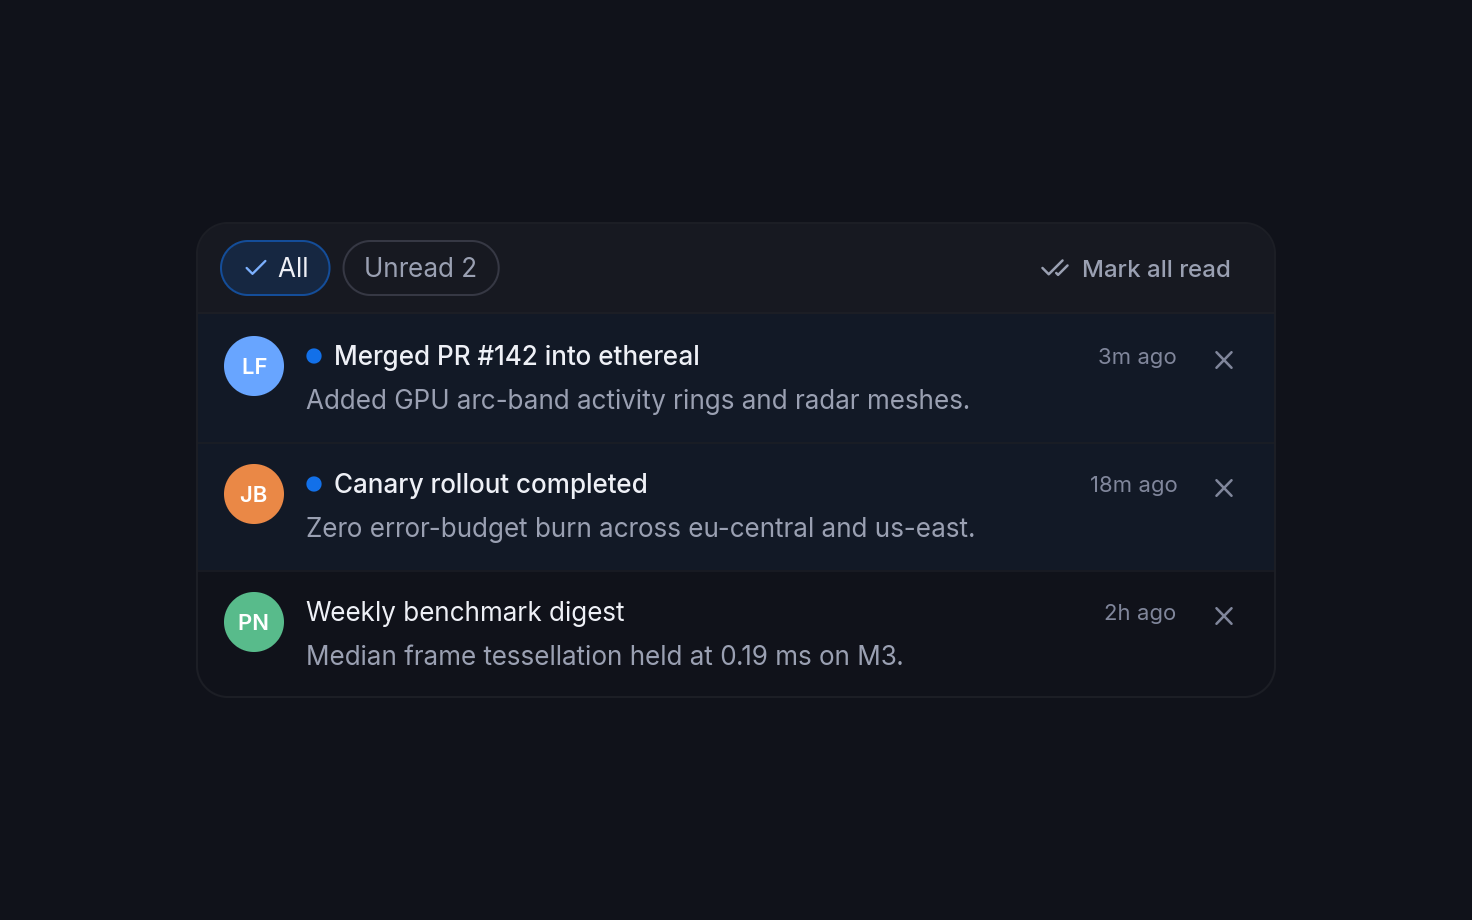 All
Unread 2
Mark all read
LF
Merged PR #142 into ethereal
3m ago
Added GPU arc-band activity rings and radar meshes.
JB
Canary rollout completed
18m ago
Zero error-budget burn across eu-central and us-east.
PN
Weekly benchmark digest
2h ago
Median frame tessellation held at 0.19 ms on M3.